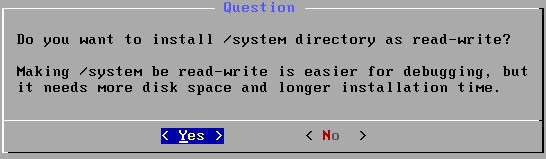 Question
Do you want to install /system directory as read-write?
Making /system be read-write is easier for debugging, but
it needs more disk space and longer installation time.
< Yes > < No >